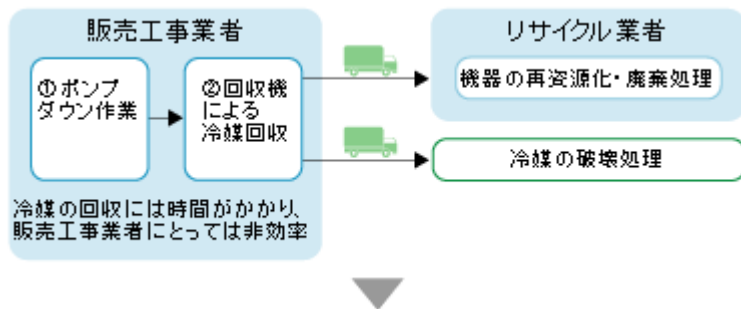 販売工事業者
①ポンプ
ダウン作業
②回収機
による
冷媒回収
冷媒の回収には時間がかかり、
販売工事業者にとっては非効率
リサイクル業者
機器の再資源化・廃棄処理
冷媒の破壊処理